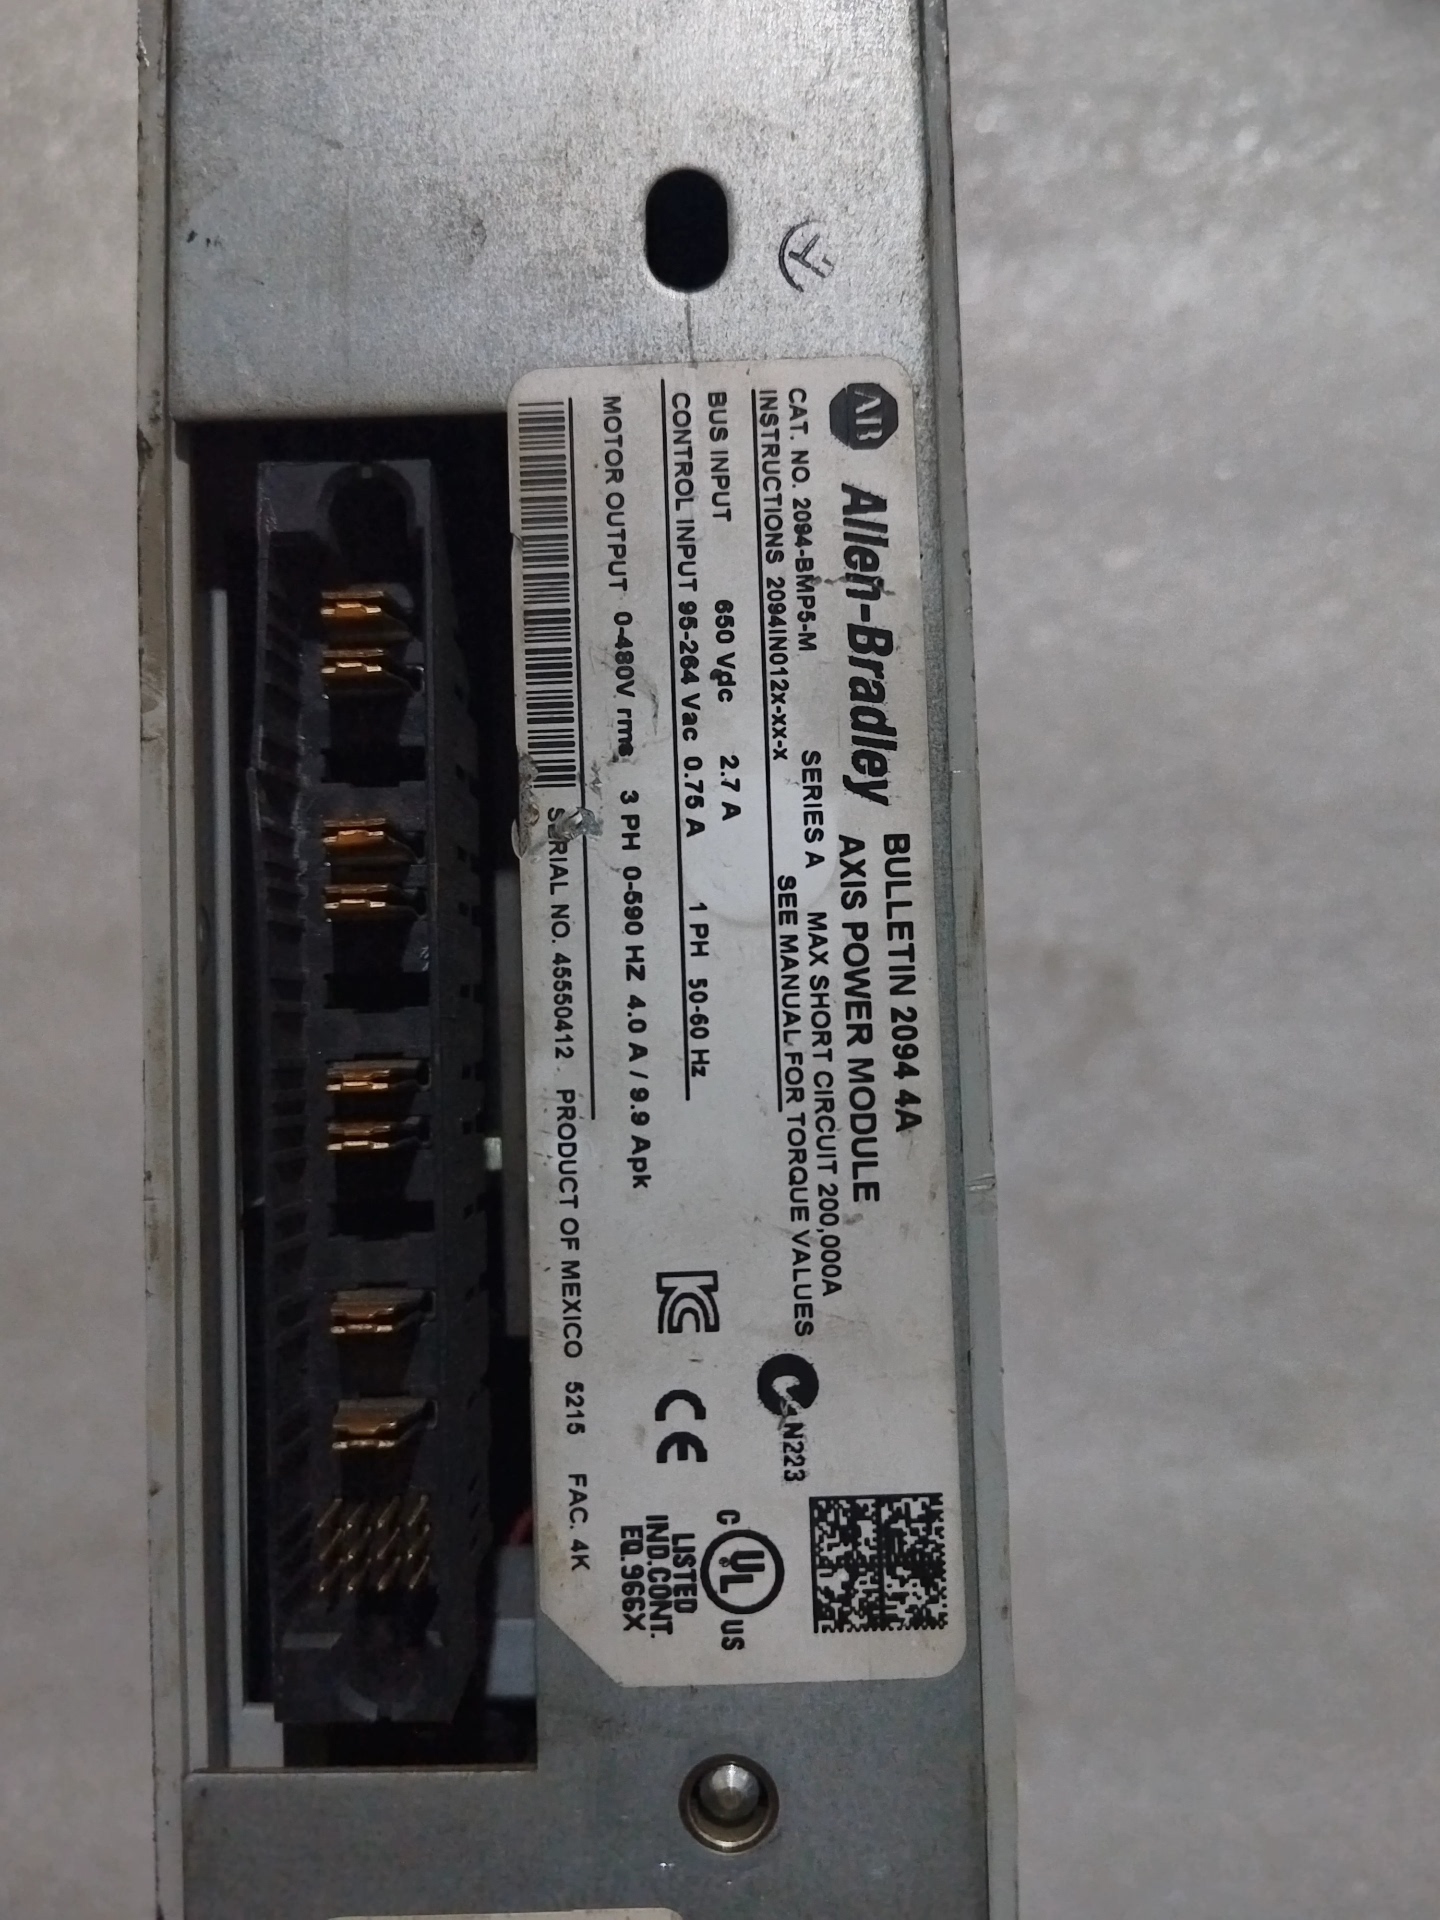 AB Allen-Bradley
BULLETIN 2094 4A
AXIS POWER MODULE
CAT. NO. 2094-BMP5-M SERIES A MAX SHORT CIRCUIT 200,000A
INSTRUCTIONS 2094IN012x-xx-x SEE MANUAL FOR TORQUE VALUES
BUS INPUT 650 Vdc 2.7 A
CONTROL INPUT 95-264 Vac 0.75 A 1 PH 50-60 Hz
MOTOR OUTPUT 0-480V rms 3 PH 0-590 HZ 4.0 A / 9.9 Apk
SERIAL NO. 45550412 PRODUCT OF MEXICO 5215 FAC. 4K
N223
CE
C UL US
LISTED
IND.CONT.
EQ.966X